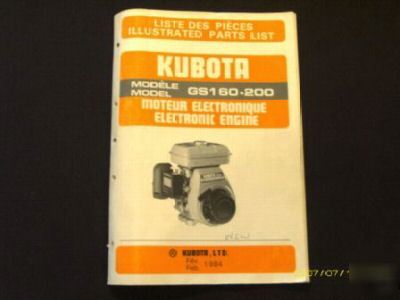 LISTE DES PIÈCES
ILLUSTRATED PARTS LIST
KUBOTA
MODÈLE
MODEL GS160·200
MOTEUR ELECTRONIQUE
ELECTRONIC ENGINE
KUBOTA, LTD.
Fév.
Feb. 1984